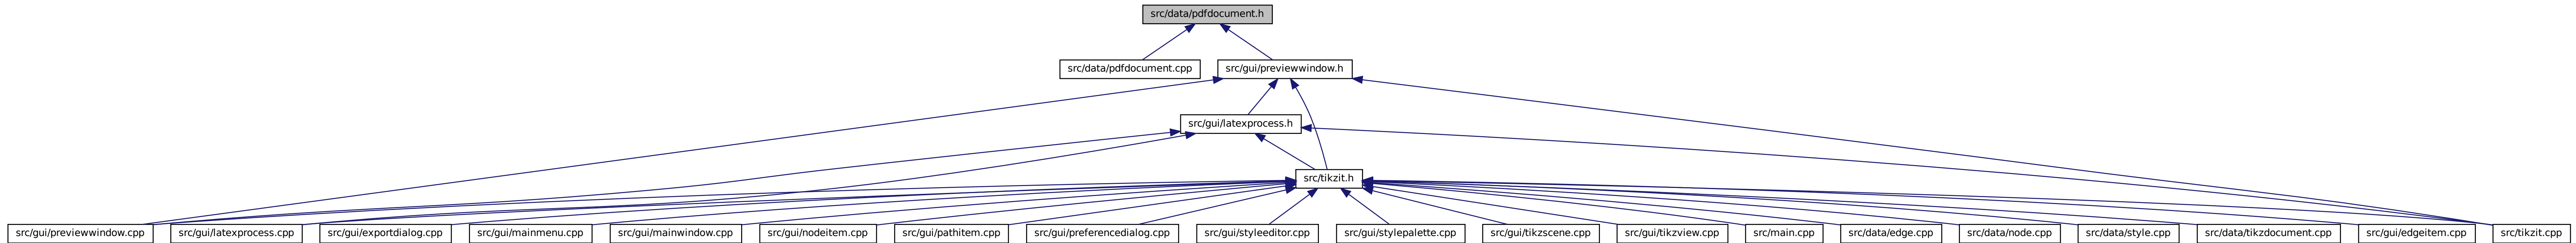 src/data/pdfdocument.h
src/data/pdfdocument.cpp
src/gui/previewwindow.h
src/gui/latexprocess.h
src/tikzit.h
src/gui/previewwindow.cpp
src/gui/latexprocess.cpp
src/gui/exportdialog.cpp
src/gui/mainmenu.cpp
src/gui/mainwindow.cpp
src/gui/nodeitem.cpp
src/gui/pathitem.cpp
src/gui/preferencedialog.cpp
src/gui/styleeditor.cpp
src/gui/stylepalette.cpp
src/gui/tikzscene.cpp
src/gui/tikzview.cpp
src/main.cpp
src/data/edge.cpp
src/data/node.cpp
src/data/style.cpp
src/data/tikzdocument.cpp
src/gui/edgeitem.cpp
src/tikzit.cpp